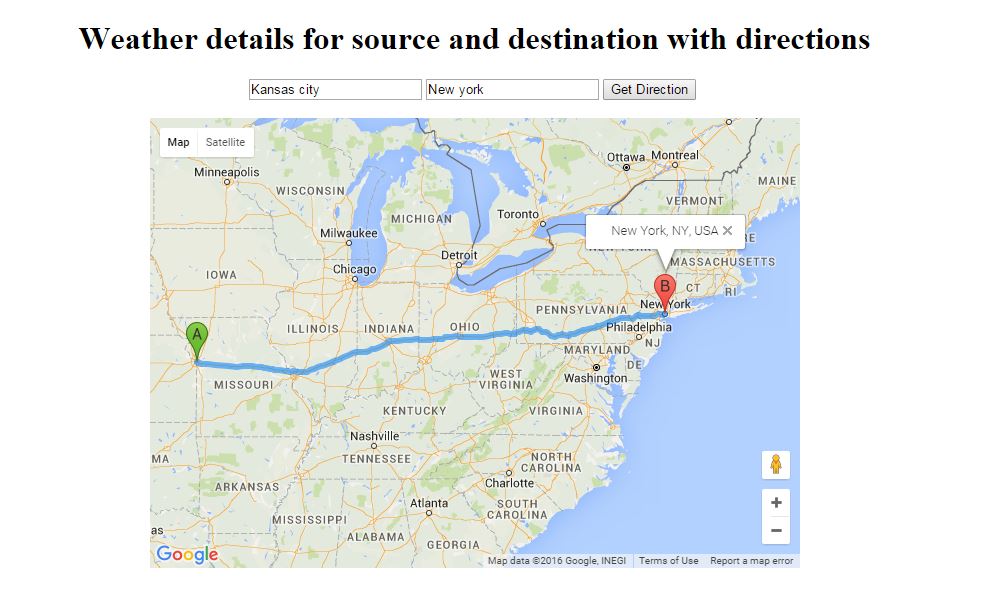 Weather details for source and destination with directions
Kansas city New york Get Direction
Map Satellite
Ottawa Montreal
Minneapolis
MAINE
WISCONSIN
VERMONT
MICHIGAN
Toronto
New York, NY, USA
Milwaukee
Detroit
MASSACHUSETTS
Chicago
IOWA
CT RI
New York
PENNSYLVANIA
A
B
ILLINOIS INDIANA OHIO
Philadelphia
NJ
MARYLAND
DE
MISSOURI
WEST
VIRGINIA
Washington
KENTUCKY
VIRGINIA
Nashville
TENNESSEE
MA
NORTH
CAROLINA
Charlotte
ARKANSAS
Atlanta
SOUTH
CAROLINA
MISSISSIPPI
as
ALABAMA
GEORGIA
Google
Map data ©2016 Google, INEGI Terms of Use Report a map error